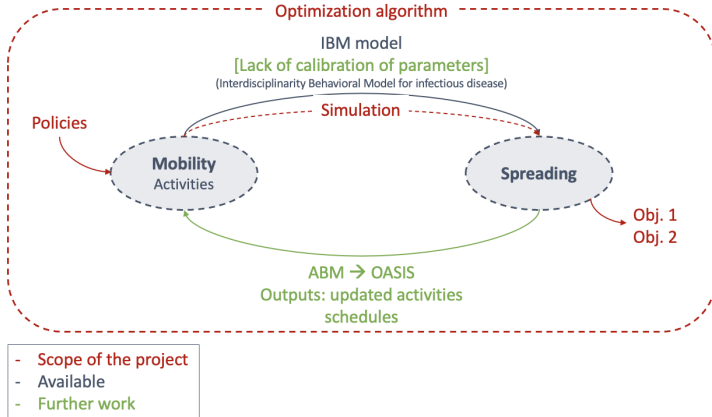 Optimization algorithm
IBM model
[Lack of calibration of parameters]
(Interdisciplinarity Behavioral Model for infectious disease)
Simulation
Policies
Mobility
Activities
Spreading
Obj. 1
Obj. 2
ABM → OASIS
Outputs: updated activities
schedules
- Scope of the project
- Available
- Further work